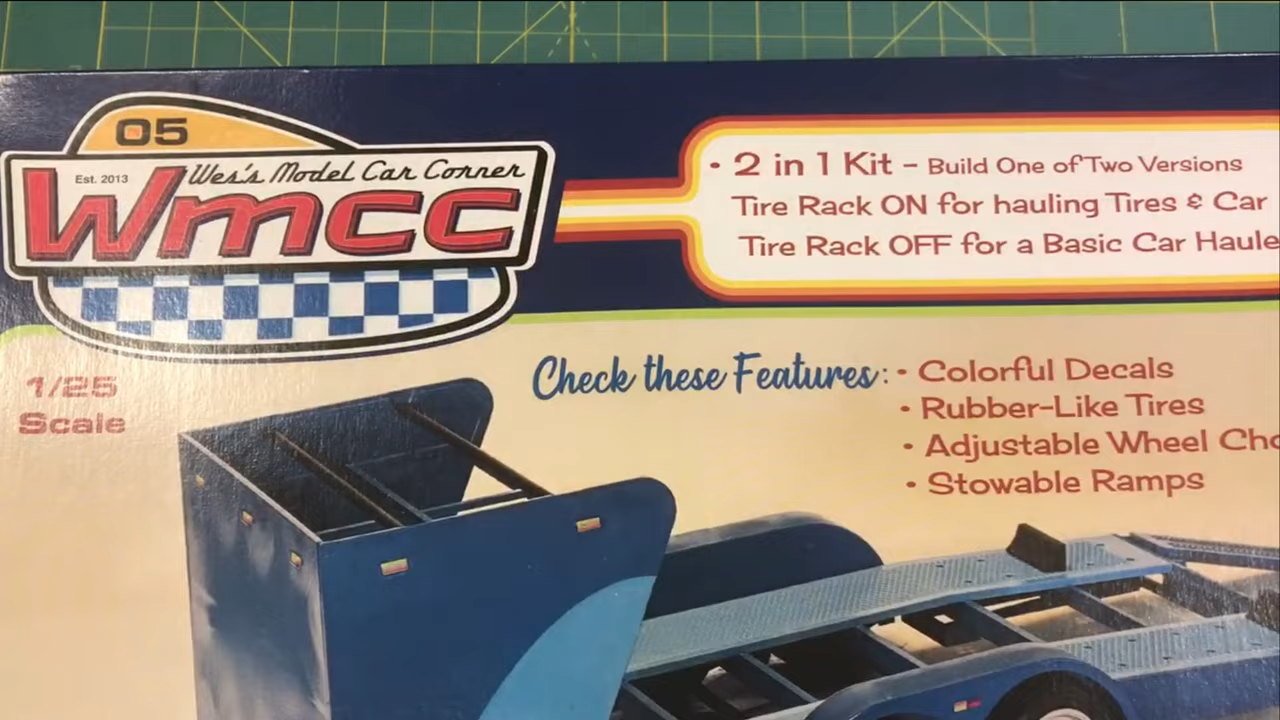 05
Est. 2013
Wes's Model Car Corner
Wmcc
• 2 in 1 Kit – Build One of Two Versions
Tire Rack ON for hauling Tires & Car
Tire Rack OFF for a Basic Car Haule
1/25
Scale
Check these Features:
• Colorful Decals
• Rubber-Like Tires
• Adjustable Wheel Cho
• Stowable Ramps